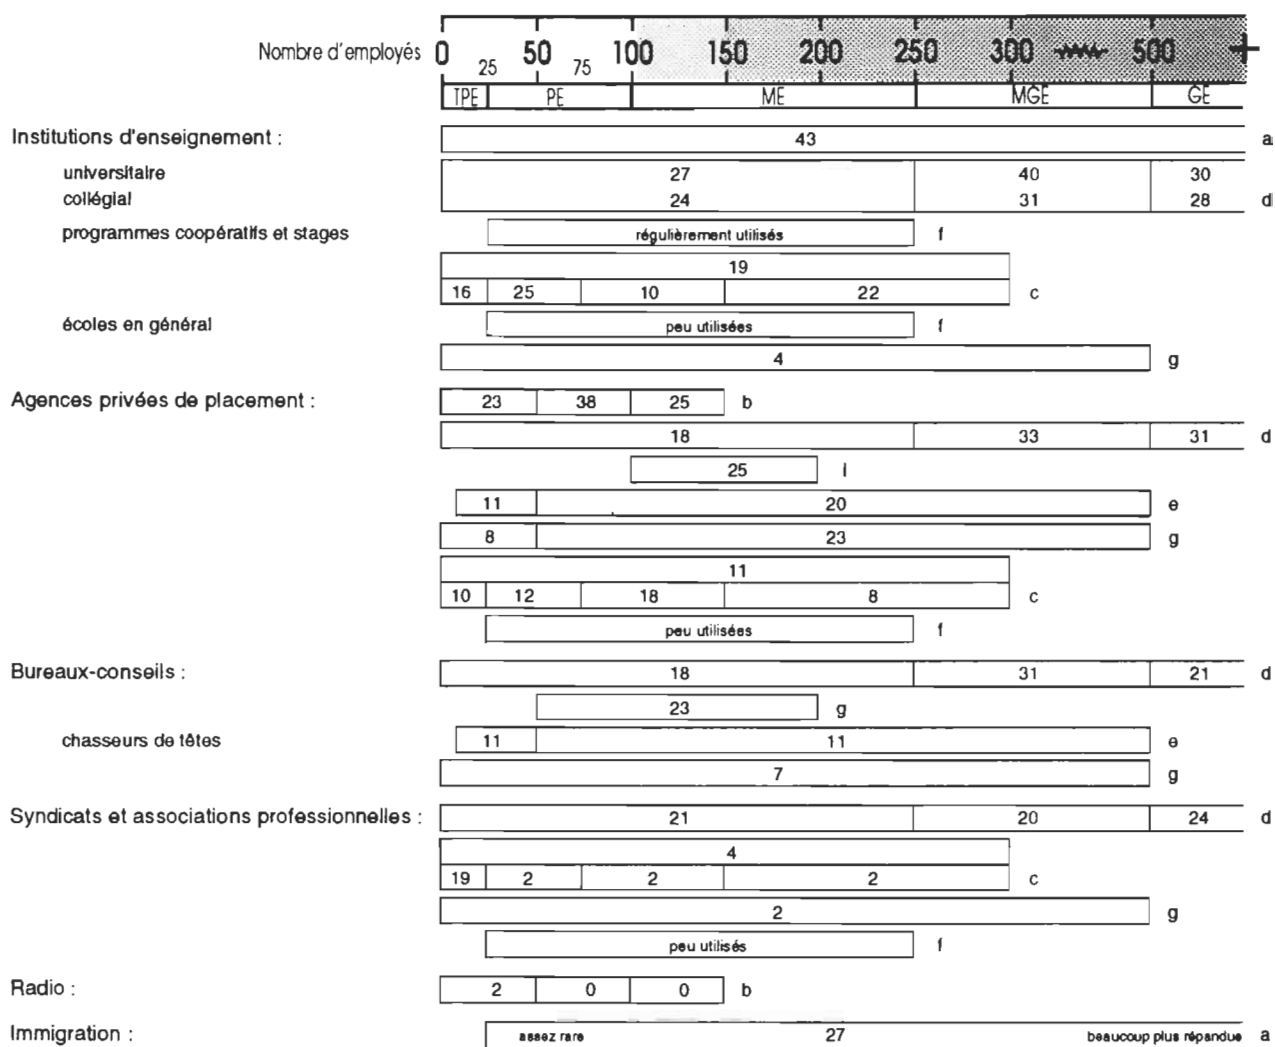 Nombre d'employés 0 50 100 150 200 250 300 500 +
25 75
TPE PE ME MGE GE
Institutions d'enseignement : 43 a
universitaire 27 40 30
collégial 24 31 28 d
programmes coopératifs et stages régulièrement utilisés f
19
16 25 10 22 c
écoles en général peu utilisées f
4 g
Agences privées de placement : 23 38 25 b
18 33 31 d
25 i
11 20 e
8 23 g
11
10 12 18 8 c
peu utilisées f
Bureaux-conseils : 18 31 21 d
23 g
chasseurs de têtes 11 11 e
7 g
Syndicats et associations professionnelles : 21 20 24 d
4
19 2 2 2 c
2 g
peu utilisés f
Radio : 2 0 0 b
Immigration : assez rare 27 beaucoup plus répandue a